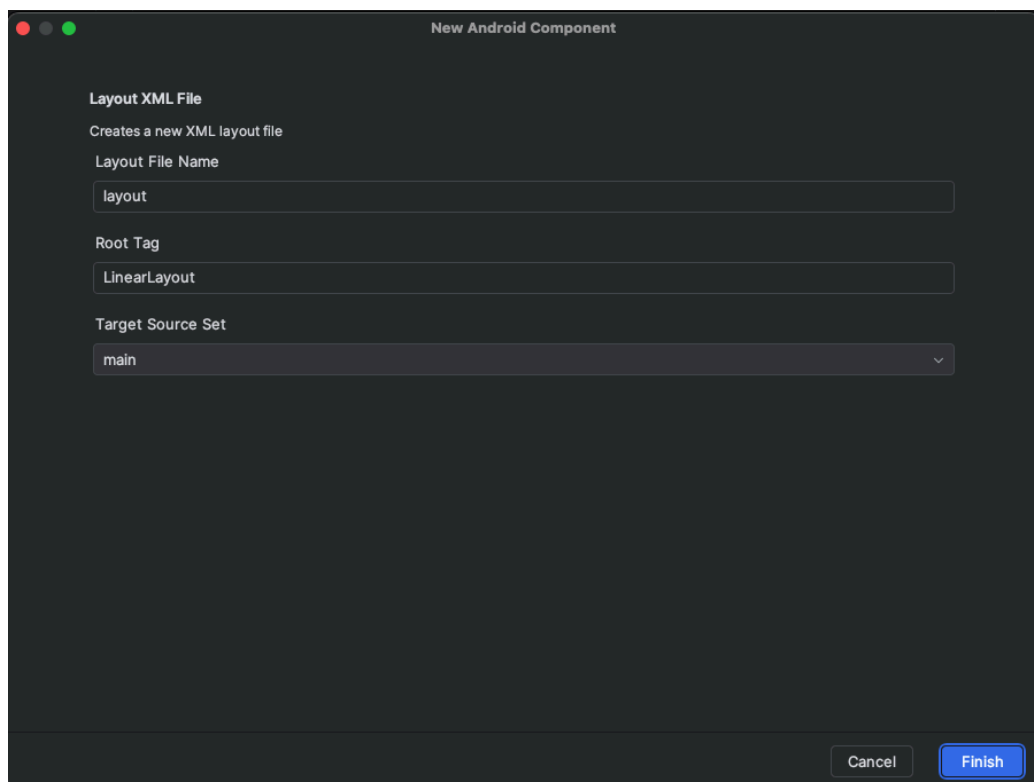 New Android Component
Layout XML File
Creates a new XML layout file
Layout File Name
layout
Root Tag
LinearLayout
Target Source Set
main
Cancel
Finish